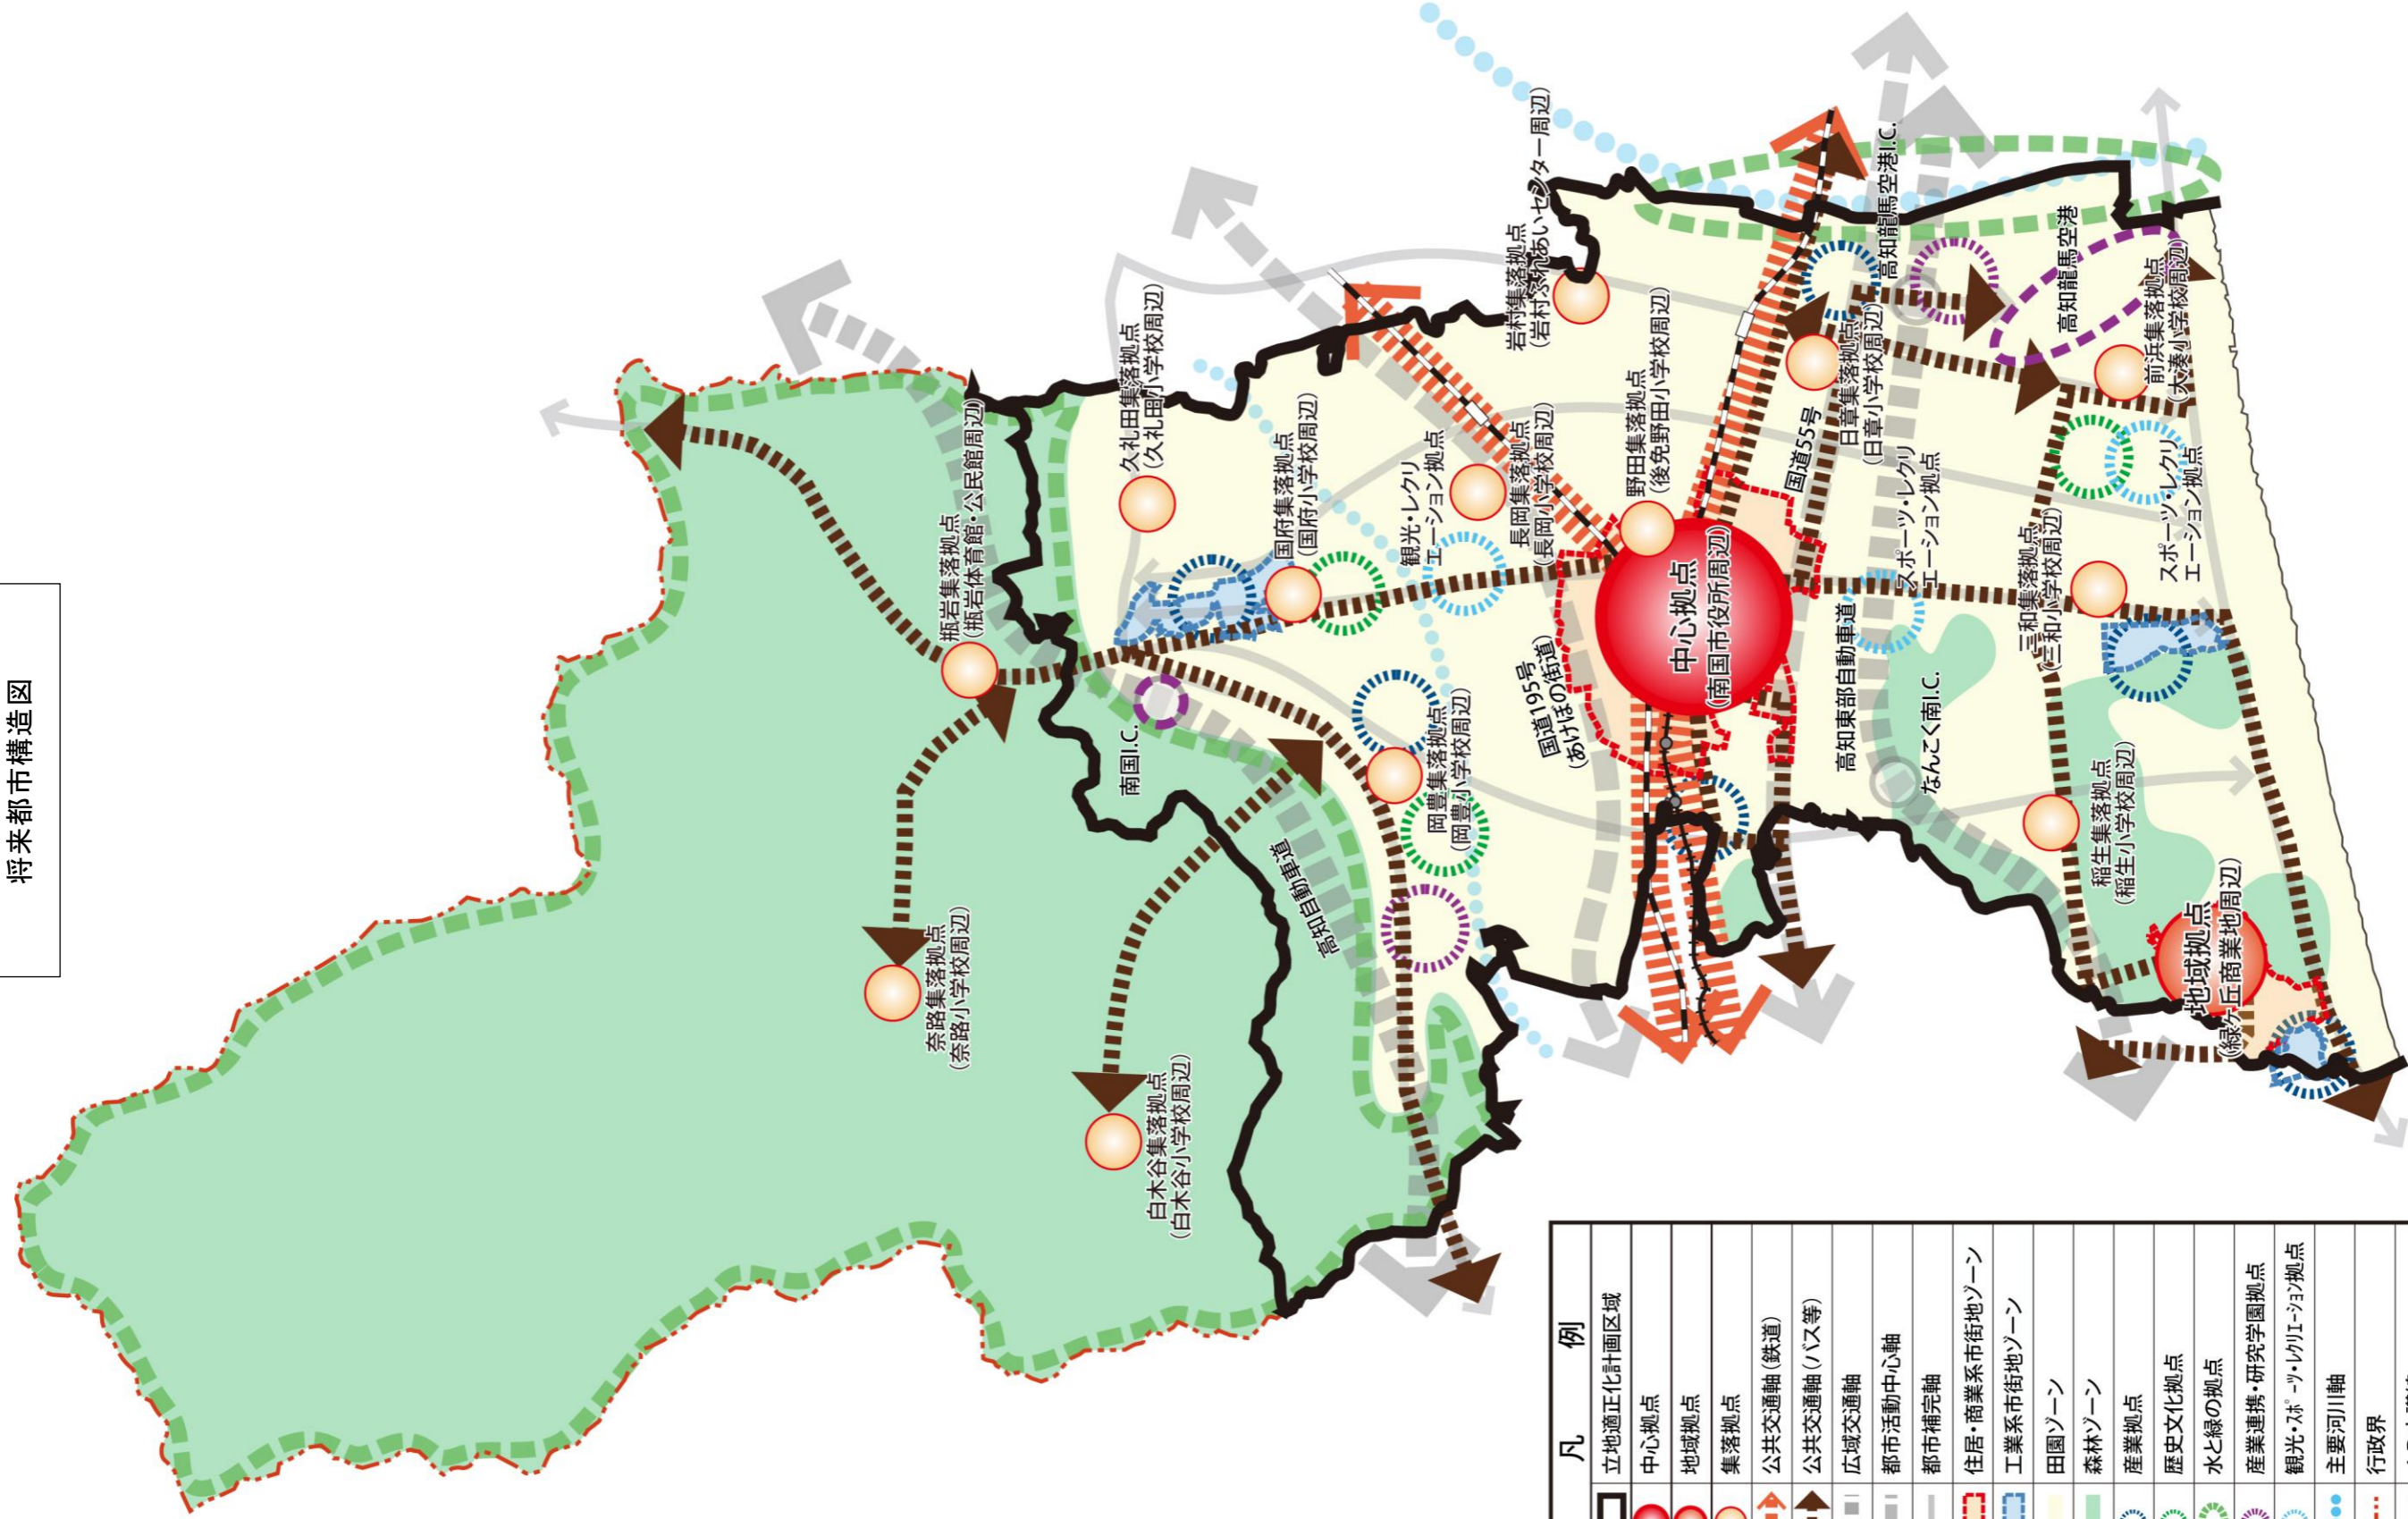 将来都市構造図
瓶岩集落拠点
(瓶岩体育館・公民館周辺)
奈路集落拠点
(奈路小学校周辺)
白木谷集落拠点
(白木谷小学校周辺)
久礼田集落拠点
(久礼田小学校周辺)
南国I.C.
高知自動車道
国府集落拠点
(国府小学校周辺)
観光・レクリ
エーション拠点
岡豊集落拠点
(岡豊小学校周辺)
長岡集落拠点
(長岡小学校周辺)
岩村集落拠点
(岩村ふれあいセンター周辺)
国道195号
(あけぼの街道)
野田集落拠点
(後免野田小学校周辺)
中心拠点
(南国市役所周辺)
国道55号
日章集落拠点
(日章小学校周辺)
高知龍馬空港I.C.
高知東部自動車道
スポーツ・レクリ
エーション拠点
なんこく南I.C.
高知龍馬空港
前浜集落拠点
(大湊小学校周辺)
三和集落拠点
(三和小学校周辺)
スポーツ・レクリ
エーション拠点
稲生集落拠点
(稲生小学校周辺)
地域拠点
(緑ケ丘商業地周辺)
凡 例
立地適正化計画区域
中心拠点
地域拠点
集落拠点
公共交通軸(鉄道)
公共交通軸(バス等)
広域交通軸
都市活動中心軸
都市補完軸
住居・商業系市街地ゾーン
工業系市街地ゾーン
田園ゾーン
森林ゾーン
産業拠点
歴史文化拠点
水と緑の拠点
産業連携・研究学園拠点
観光・スポーツ・レクリエーション拠点
主要河川軸
行政界